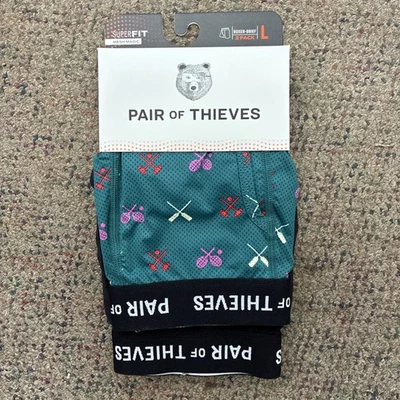 SUPERFIT
BOXER-BRIEF
2 PACK
L
PAIR OF THIEVES
PAIR OF THIEVES
PAIR OF THIEVES